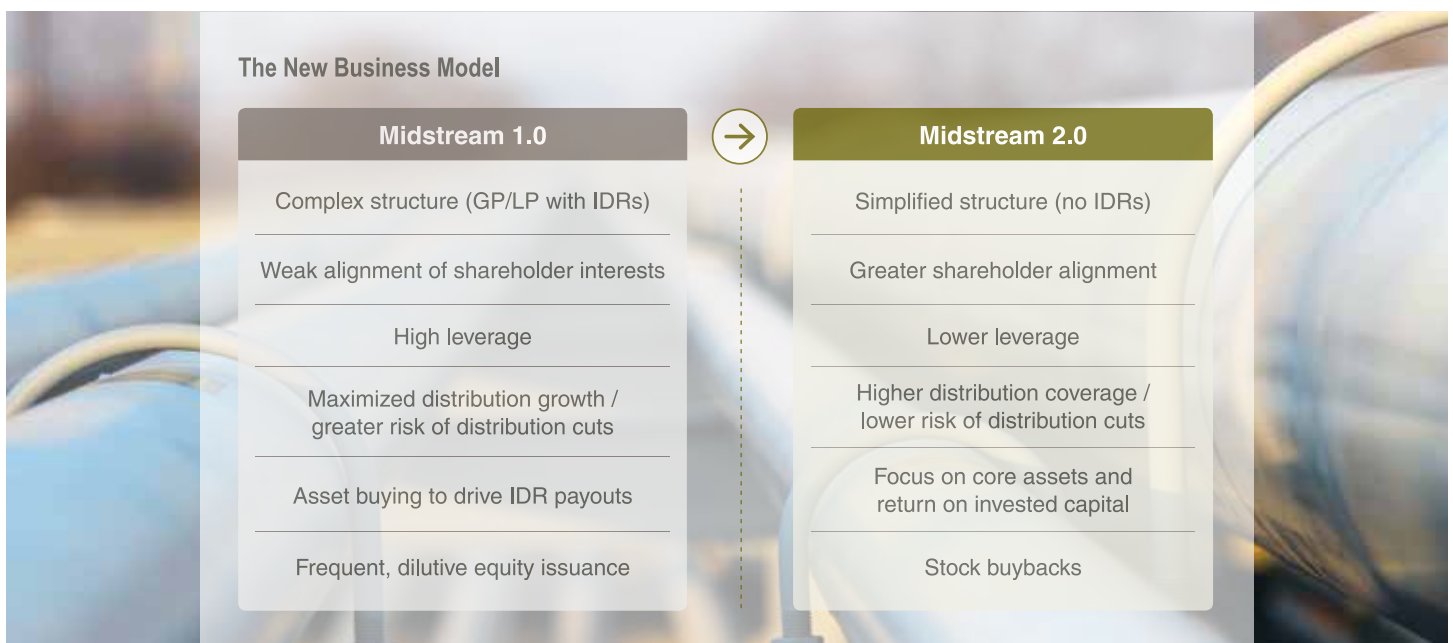 The New Business Model
Midstream 1.0
Complex structure (GP/LP with IDRs)
Weak alignment of shareholder interests
High leverage
Maximized distribution growth /
greater risk of distribution cuts
Asset buying to drive IDR payouts
Frequent, dilutive equity issuance
Midstream 2.0
Simplified structure (no IDRs)
Greater shareholder alignment
Lower leverage
Higher distribution coverage /
lower risk of distribution cuts
Focus on core assets and
return on invested capital
Stock buybacks